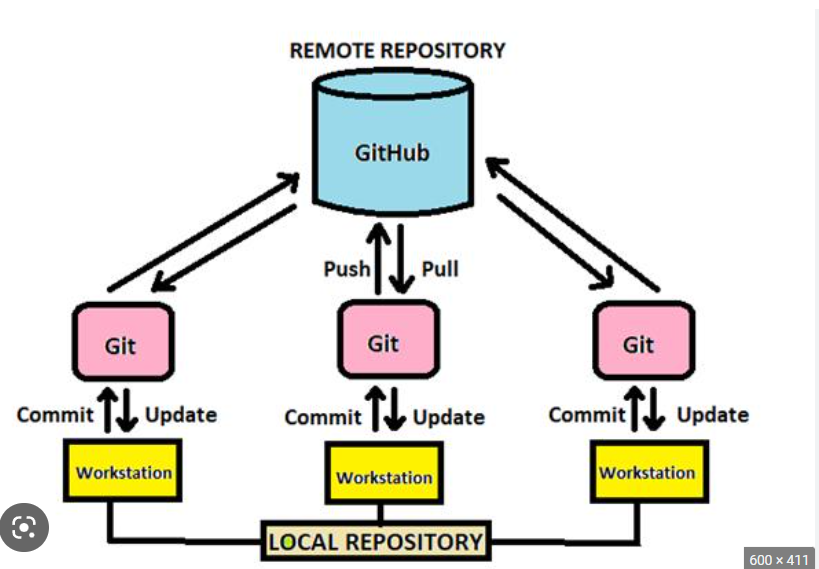 REMOTE REPOSITORY
GitHub
Push
Pull
Git
Git
Git
Commit
Update
Commit
Update
Commit
Update
Workstation
Workstation
Workstation
LOCAL REPOSITORY
600 × 411